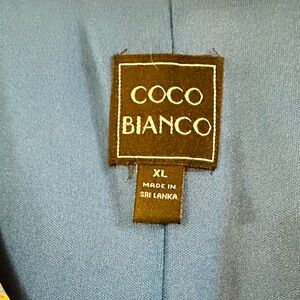 COCO
BIANCO
XL
MADE IN
SRI LANKA